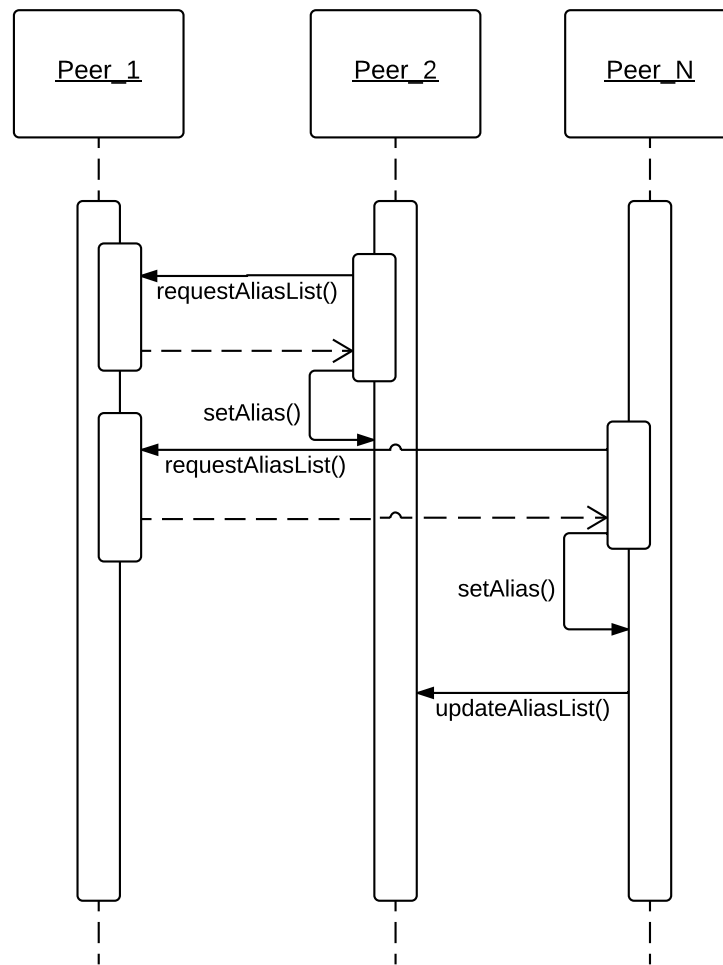 Peer_1
Peer_2
Peer_N
requestAliasList()
setAlias()
requestAliasList()
setAlias()
updateAliasList()